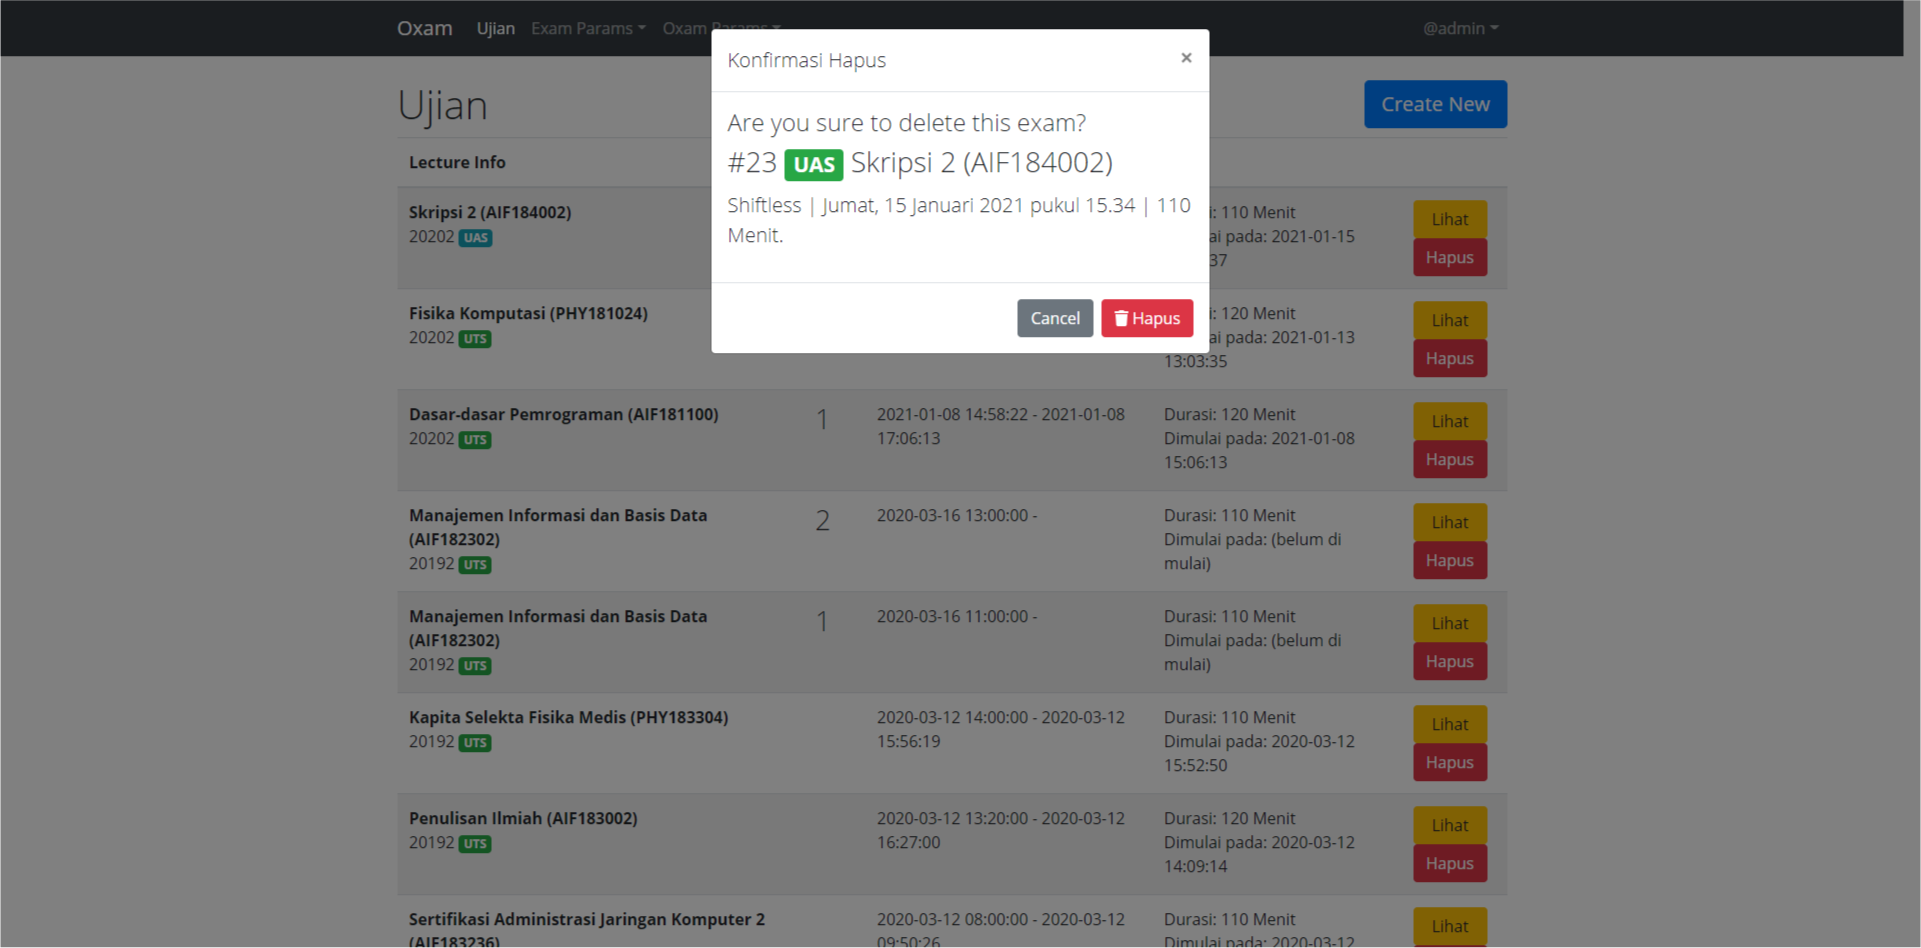 Oxam Ujian Exam Params Oxam Params @admin
Konfirmasi Hapus ×
Are you sure to delete this exam?
#23 UAS Skripsi 2 (AIF184002)
Shiftless | Jumat, 15 Januari 2021 pukul 15.34 | 110
Menit.
Cancel Hapus
Ujian Create New
Lecture Info
Skripsi 2 (AIF184002)
20202 UAS
i: 110 Menit
ai pada: 2021-01-15
37
Lihat
Hapus
Fisika Komputasi (PHY181024)
20202 UTS
i: 120 Menit
ai pada: 2021-01-13
13:03:35
Lihat
Hapus
Dasar-dasar Pemrograman (AIF181100)
20202 UTS
1
2021-01-08 14:58:22 - 2021-01-08
17:06:13
Durasi: 120 Menit
Dimulai pada: 2021-01-08
15:06:13
Lihat
Hapus
Manajemen Informasi dan Basis Data
(AIF182302)
20192 UTS
2
2020-03-16 13:00:00 -
Durasi: 110 Menit
Dimulai pada: (belum di
mulai)
Lihat
Hapus
Manajemen Informasi dan Basis Data
(AIF182302)
20192 UTS
1
2020-03-16 11:00:00 -
Durasi: 110 Menit
Dimulai pada: (belum di
mulai)
Lihat
Hapus
Kapita Selekta Fisika Medis (PHY183304)
20192 UTS
2020-03-12 14:00:00 - 2020-03-12
15:56:19
Durasi: 110 Menit
Dimulai pada: 2020-03-12
15:52:50
Lihat
Hapus
Penulisan Ilmiah (AIF183002)
20192 UTS
2020-03-12 13:20:00 - 2020-03-12
16:27:00
Durasi: 120 Menit
Dimulai pada: 2020-03-12
14:09:14
Lihat
Hapus
Sertifikasi Administrasi Jaringan Komputer 2
(AIF183236)
2020-03-12 08:00:00 - 2020-03-12
09:50:26
Durasi: 110 Menit
Dimulai pada: 2020-03-12
Lihat